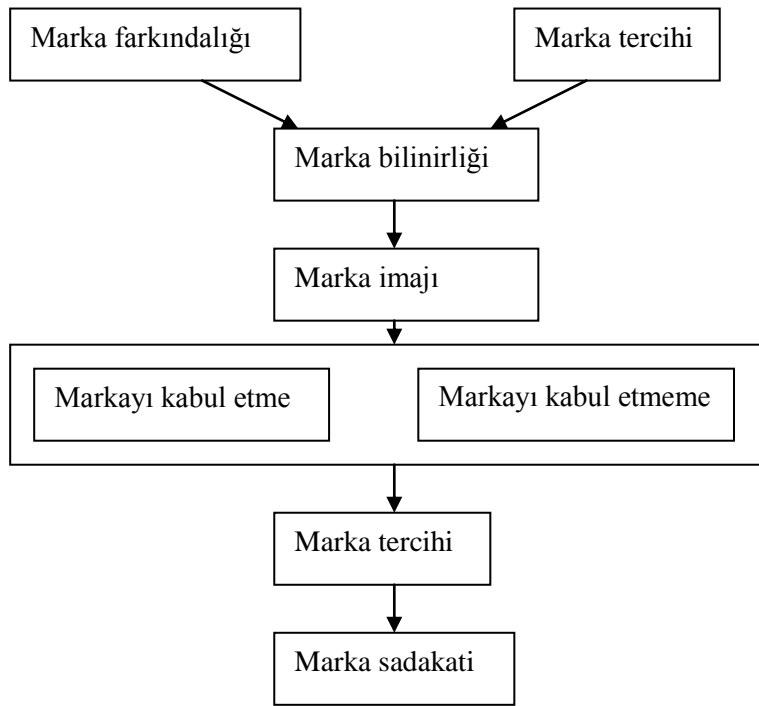 Marka farkındalığı
Marka tercihi
Marka bilinirliği
Marka imajı
Markayı kabul etme
Markayı kabul etmeme
Marka tercihi
Marka sadakati